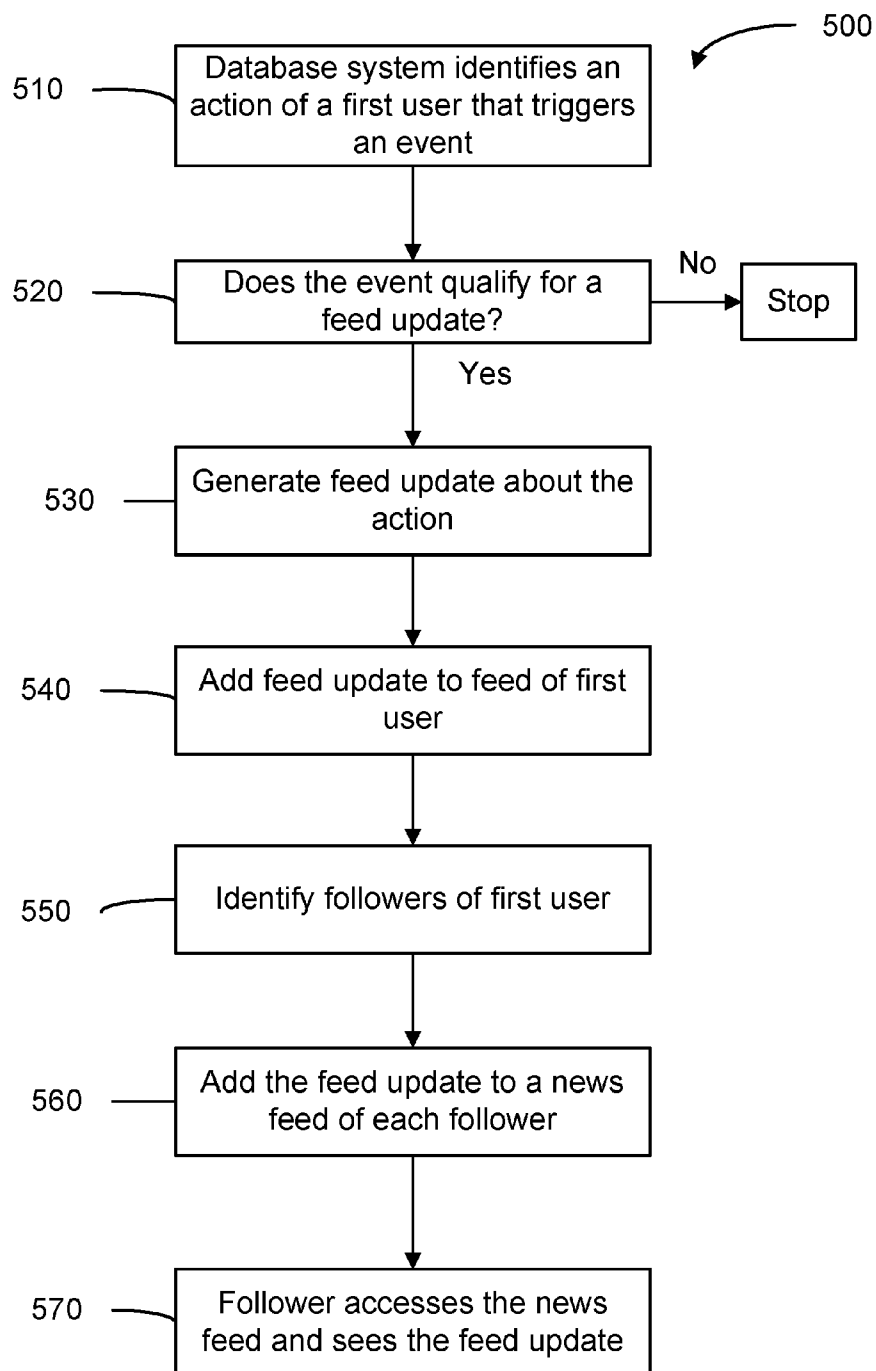 500
510
Database system identifies an
action of a first user that triggers
an event
520
Does the event qualify for a
feed update?
No
Stop
Yes
530
Generate feed update about the
action
540
Add feed update to feed of first
user
550
Identify followers of first user
560
Add the feed update to a news
feed of each follower
570
Follower accesses the news
feed and sees the feed update